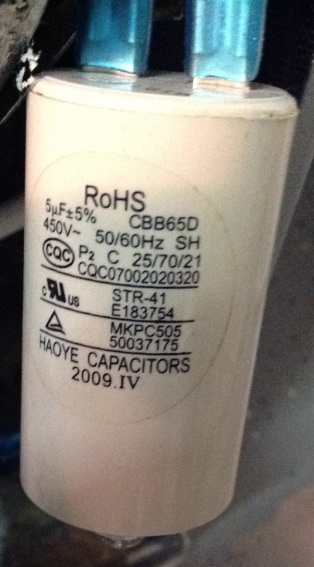 RoHS
5µF±5% CBB65D
450V~ 50/60Hz SH
CQC P₂ C 25/70/21
CQC07002020320
c UR US STR-41
E183754
MKPC505
50037175
HAOYE CAPACITORS
2009.IV